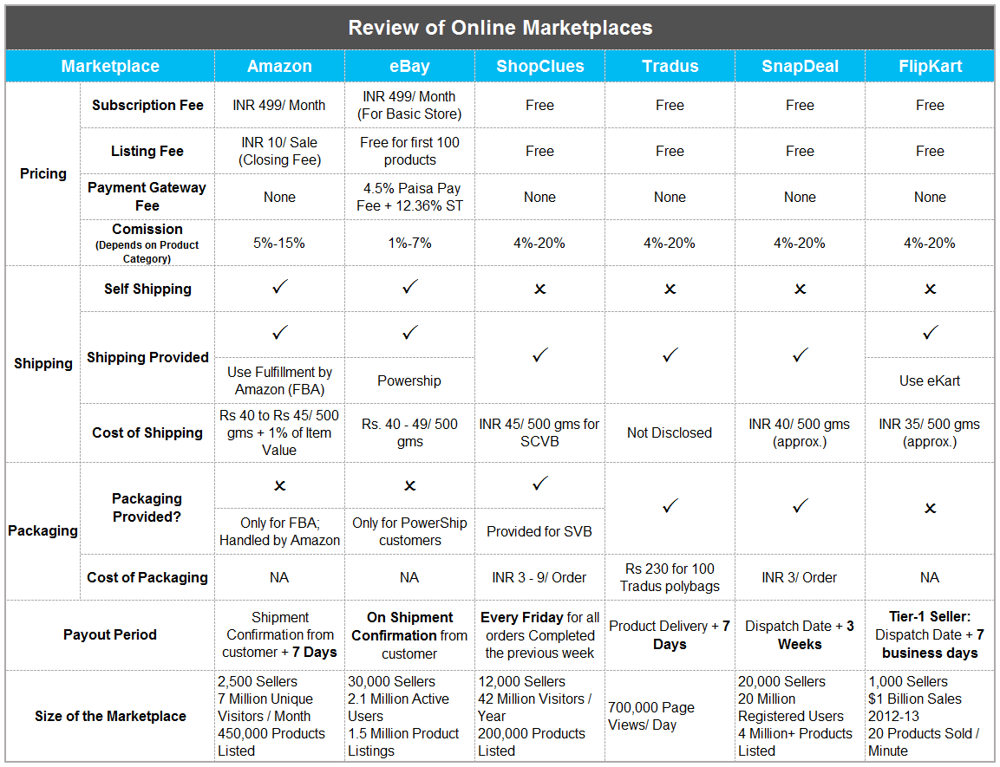 Review of Online Marketplaces
Marketplace Amazon eBay ShopClues Tradus SnapDeal FlipKart
Pricing
Subscription Fee
INR 499/ Month
INR 499/ Month
(For Basic Store)
Free
Free
Free
Free
Listing Fee
INR 10/ Sale
(Closing Fee)
Free for first 100
products
Free
Free
Free
Free
Payment Gateway
Fee
None
4.5% Paisa Pay
Fee + 12.36% ST
None
None
None
None
Comission
(Depends on Product
Category)
5%-15%
1%-7%
4%-20%
4%-20%
4%-20%
4%-20%
Shipping
Self Shipping
✓
✓
✗
✗
✗
✗
Shipping Provided
✓
Use Fulfillment by
Amazon (FBA)
✓
Powership
✓
✓
✓
✓
Use eKart
Cost of Shipping
Rs 40 to Rs 45/ 500
gms + 1% of Item
Value
Rs. 40 - 49/ 500
gms
INR 45/ 500 gms for
SCVB
Not Disclosed
INR 40/ 500 gms
(approx.)
INR 35/ 500 gms
(approx.)
Packaging
Packaging
Provided?
✗
Only for FBA;
Handled by Amazon
✗
Only for PowerShip
customers
✓
Provided for SVB
✓
✓
✗
Cost of Packaging
NA
NA
INR 3 - 9/ Order
Rs 230 for 100
Tradus polybags
INR 3/ Order
NA
Payout Period
Shipment
Confirmation from
customer + 7 Days
On Shipment
Confirmation from
customer
Every Friday for all
orders Completed
the previous week
Product Delivery + 7
Days
Dispatch Date + 3
Weeks
Tier-1 Seller:
Dispatch Date + 7
business days
Size of the Marketplace
2,500 Sellers
7 Million Unique
Visitors / Month
450,000 Products
Listed
30,000 Sellers
2.1 Million Active
Users
1.5 Million Product
Listings
12,000 Sellers
42 Million Visitors /
Year
200,000 Products
Listed
700,000 Page
Views/ Day
20,000 Sellers
20 Million
Registered Users
4 Million+ Products
Listed
1,000 Sellers
$1 Billion Sales
2012-13
20 Products Sold /
Minute